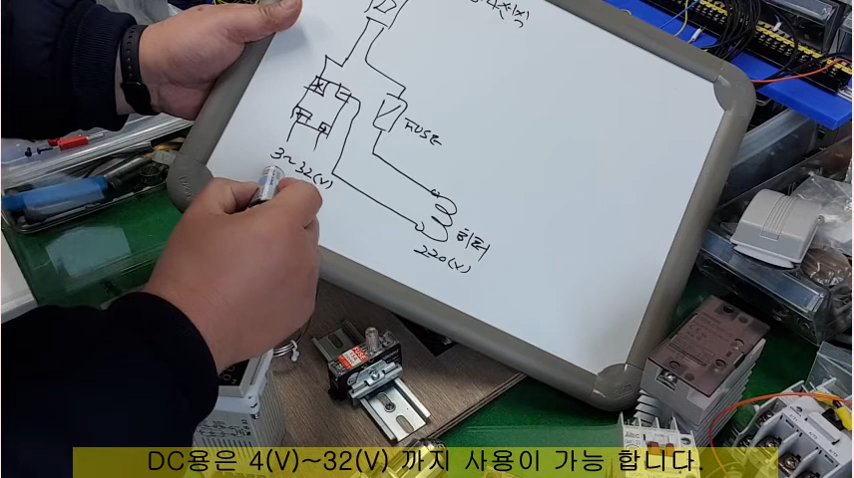 FUSE
3~32(V)
히터
220(V)
DC용은 4(V)~32(V) 까지 사용이 가능 합니다.